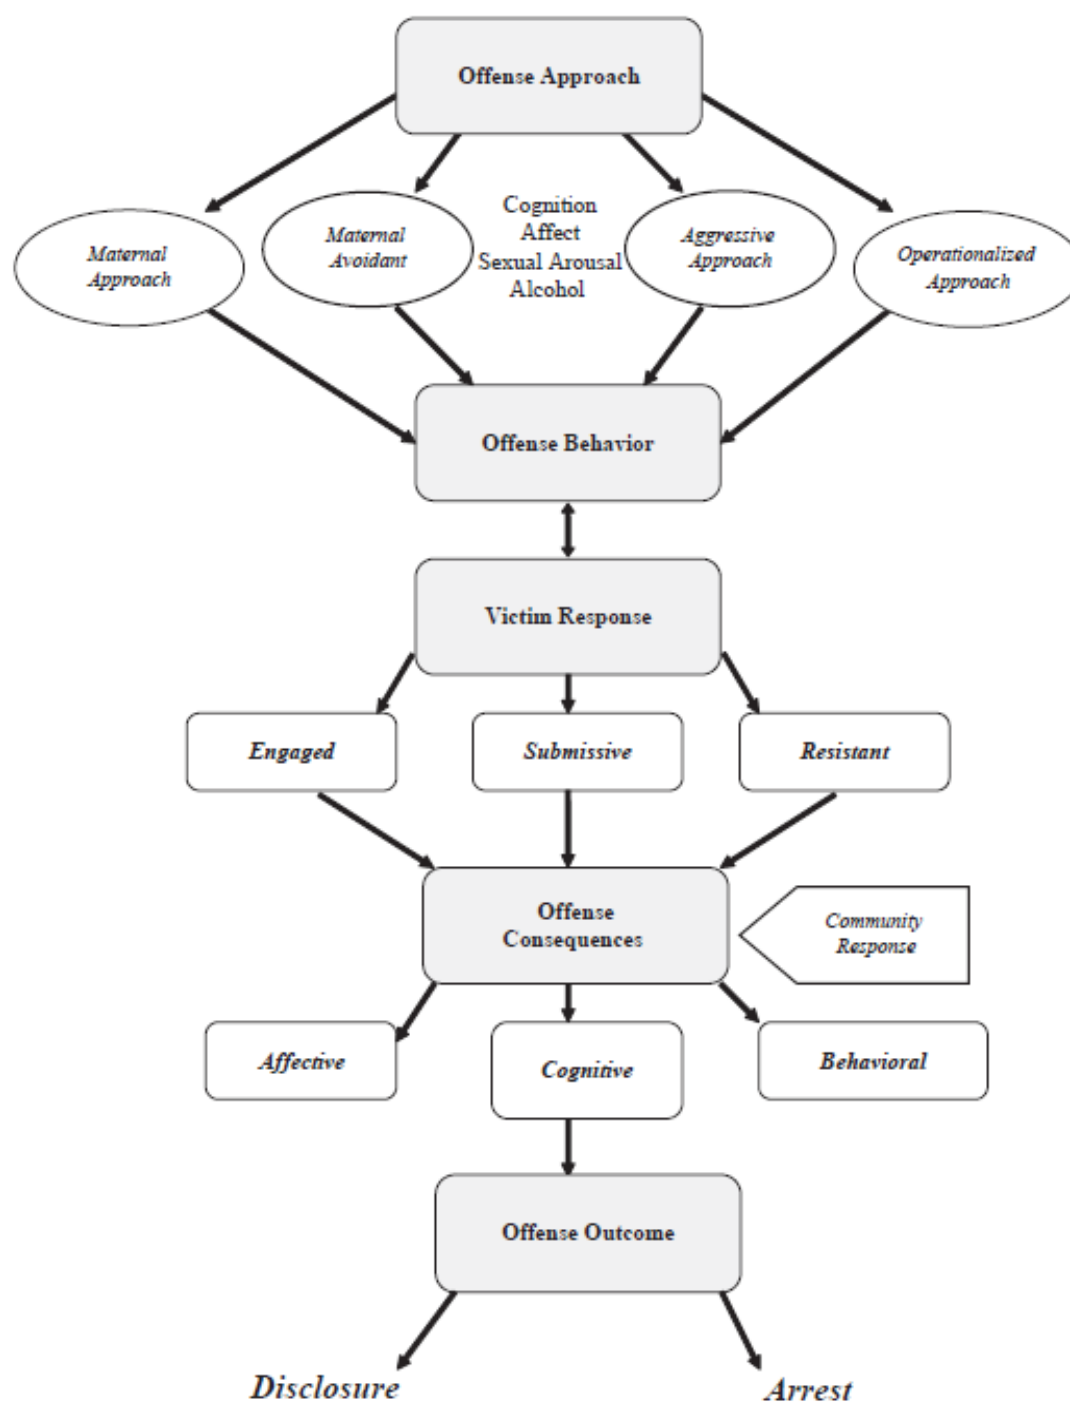 Offense Approach
Maternal
Approach
Maternal
Avoidant
Cognition
Affect
Sexual Arousal
Alcohol
Aggressive
Approach
Operationalized
Approach
Offense Behavior
Victim Response
Engaged
Submissive
Resistant
Offense
Consequences
Community
Response
Affective
Cognitive
Behavioral
Offense Outcome
Disclosure
Arrest